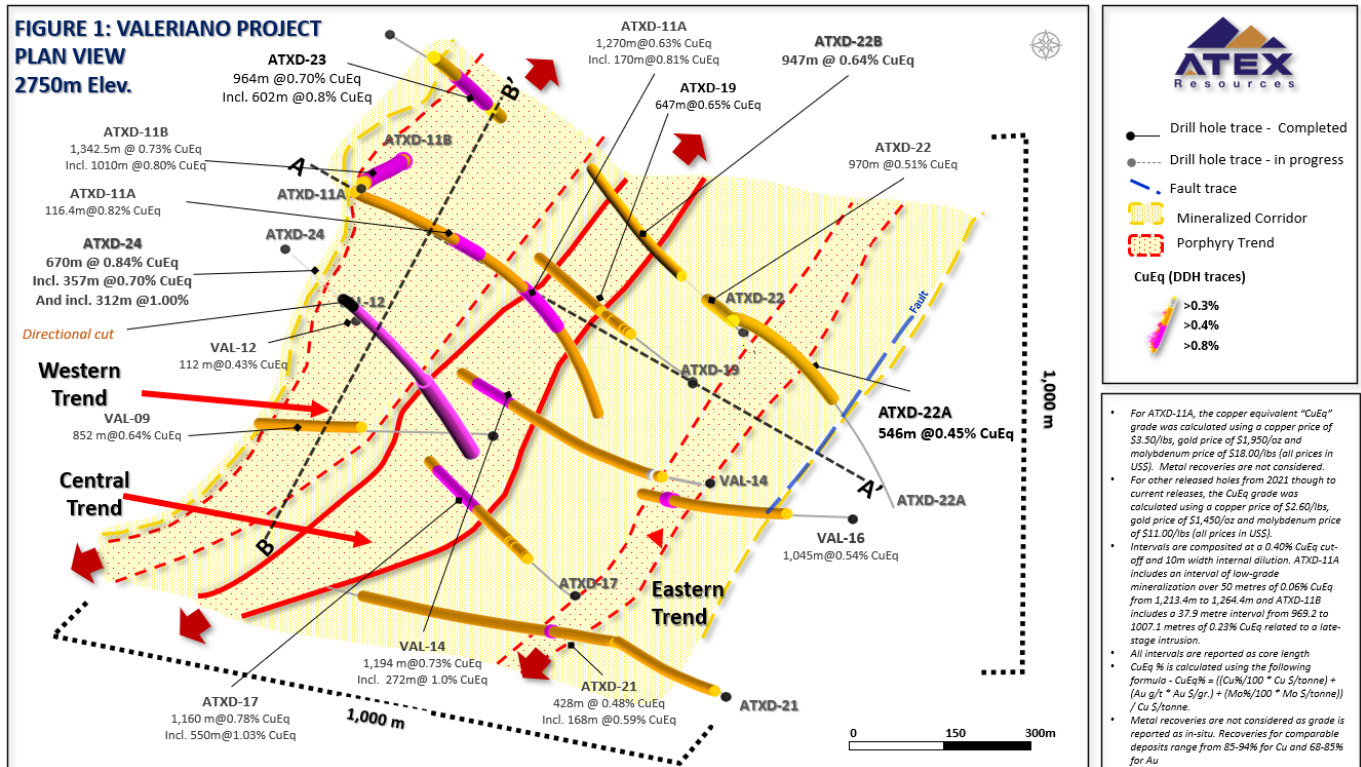 FIGURE 1: VALERIANO PROJECT
PLAN VIEW
2750m Elev.
ATXD-23
964m @0.70% CuEq
Incl. 602m @0.8% CuEq
ATXD-11A
1,270m@0.63% CuEq
Incl. 170m@0.81% CuEq
ATXD-22B
947m @ 0.64% CuEq
ATXD-19
647m@0.65% CuEq
ATXD-22
970m@0.51% CuEq
B'
ATXD-11B
1,342.5m @ 0.73% CuEq
Incl. 1010m @0.80% CuEq
ATXD-11B
A
ATXD-11A
ATXD-11A
116.4m@0.82% CuEq
ATXD-24
ATXD-24
670m @ 0.84% CuEq
Incl. 357m @0.70% CuEq
And incl. 312m @1.00%
Directional cut
L-12
VAL-12
112 m@0.43% CuEq
ATXD-22
Fault
Western
Trend
ATXD-19
VAL-09
852 m@0.64% CuEq
ATXD-22A
546m @0.45% CuEq
1,000 m
Central
Trend
VAL-14
A'
ATXD-22A
B
VAL-16
1,045m@0.54% CuEq
ATXD-17
Eastern
Trend
VAL-14
1,194 m@0.73% CuEq
Incl. 272m@ 1.0% CuEq
ATXD-21
428m @ 0.48% CuEq
Incl. 168m@0.59% CuEq
ATXD-21
ATXD-17
1,160 m@0.78% CuEq
Incl. 550m@1.03% CuEq
1,000 m
0 150 300m
ATEX
Resources
Drill hole trace - Completed
Drill hole trace - in progress
Fault trace
Mineralized Corridor
Porphyry Trend
CuEq (DDH traces)
>0.3%
>0.4%
>0.8%
• For ATXD-11A, the copper equivalent “CuEq”
grade was calculated using a copper price of
$3.50/lbs, gold price of $1,950/oz and
molybdenum price of $18.00/lbs (all prices in
US$). Metal recoveries are not considered.
• For other released holes from 2021 though to
current releases, the CuEq grade was
calculated using a copper price of $2.60/lbs,
gold price of $1,450/oz and molybdenum price
of $11.00/lbs (all prices in US$).
• Intervals are composited at a 0.40% CuEq cut-
off and 10m width internal dilution. ATXD-11A
includes an interval of low-grade
mineralization over 50 metres of 0.06% CuEq
from 1,213.4m to 1,264.4m and ATXD-11B
includes a 37.9 metre interval from 969.2 to
1007.1 metres of 0.23% CuEq related to a late-
stage intrusion.
• All intervals are reported as core length
• CuEq % is calculated using the following
formula - CuEq% = ((Cu%/100 * Cu $/tonne) +
(Au g/t * Au $/gr.) + (Mo%/100 * Mo $/tonne))
/ Cu $/tonne.
• Metal recoveries are not considered as grade is
reported as in-situ. Recoveries for comparable
deposits range from 85-94% for Cu and 68-85%
for Au